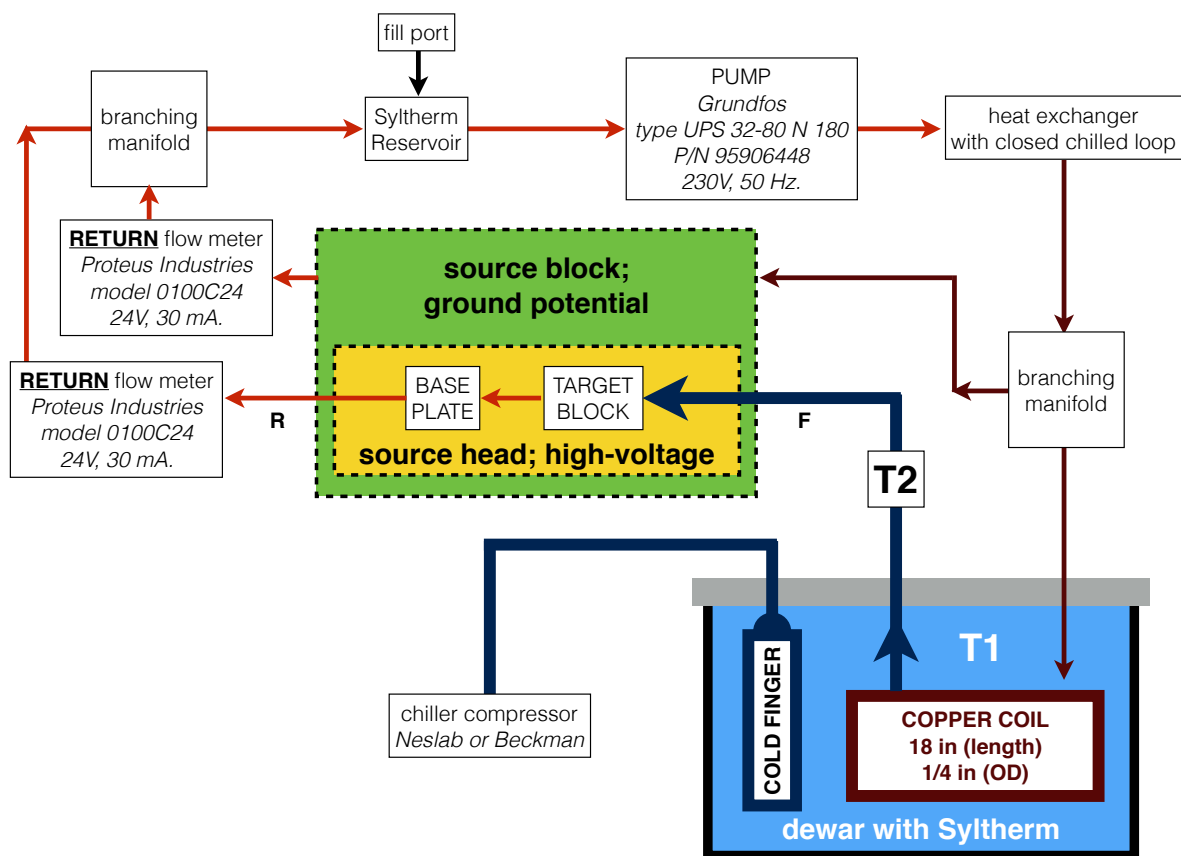 fill port
branching
manifold
Syltherm
Reservoir
PUMP
Grundfos
type UPS 32-80 N 180
P/N 95906448
230V, 50 Hz.
heat exchanger
with closed chilled loop
RETURN flow meter
Proteus Industries
model 0100C24
24V, 30 mA.
source block;
ground potential
RETURN flow meter
Proteus Industries
model 0100C24
24V, 30 mA.
R
BASE
PLATE
TARGET
BLOCK
F
source head; high-voltage
branching
manifold
T2
T1
chiller compressor
Neslab or Beckman
COLD FINGER
COPPER COIL
18 in (length)
1/4 in (OD)
dewar with Syltherm